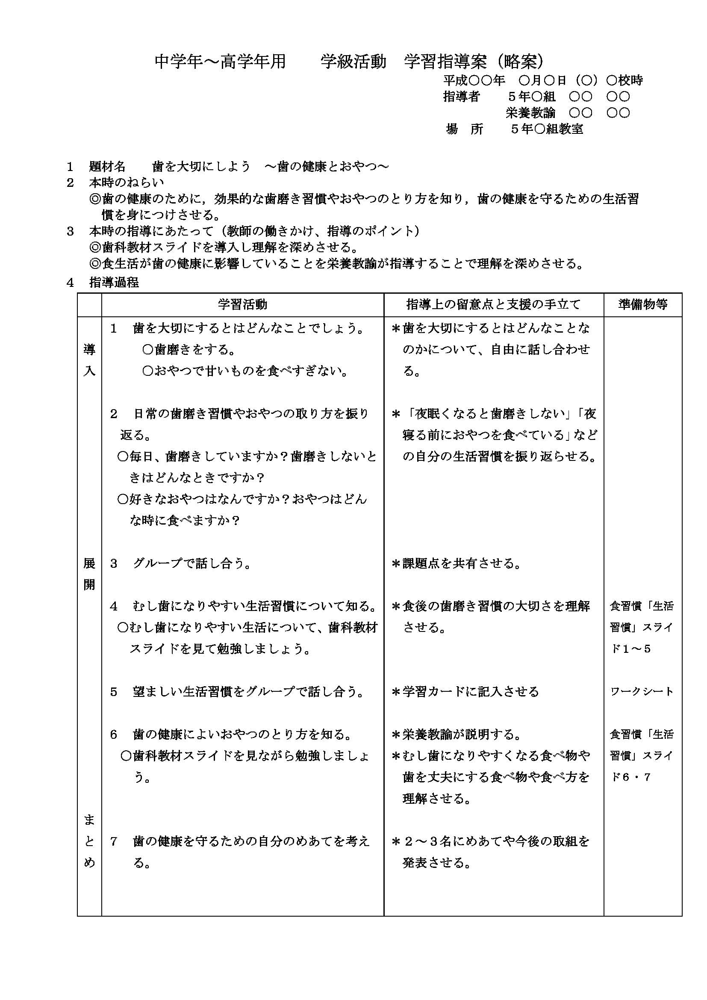 中学年～高学年用　　学級活動　学習指導案（略案）
平成○○年　○月○日（○）○校時
指導者　　５年○組　○○　○○
栄養教諭　○○　○○
場　所　　５年○組教室
１　題材名　　歯を大切にしよう　～歯の健康とおやつ～
２　本時のねらい
◎歯の健康のために，効果的な歯磨き習慣やおやつのとり方を知り，歯の健康を守るための生活習
慣を身につけさせる。
３　本時の指導にあたって（教師の働きかけ、指導のポイント）
◎歯科教材スライドを導入し理解を深めさせる。
◎食生活が歯の健康に影響していることを栄養教諭が指導することで理解を深めさせる。
４　指導過程
学習活動　指導上の留意点と支援の手立て　準備物等
導
入
１　歯を大切にするとはどんなことでしょう。
○歯磨きをする。
○おやつで甘いものを食べすぎない。
＊歯を大切にするとはどんなことな
のかについて、自由に話し合わせ
る。
２　日常の歯磨き習慣やおやつの取り方を振り
返る。
○毎日、歯磨きしていますか？歯磨きしないと
きはどんなときですか？
○好きなおやつはなんですか？おやつはどん
な時に食べますか？
＊「夜眠くなると歯磨きしない」「夜
寝る前におやつを食べている」など
の自分の生活習慣を振り返らせる。
展
開
３　グループで話し合う。
＊課題点を共有させる。
４　むし歯になりやすい生活習慣について知る。
○むし歯になりやすい生活について、歯科教材
スライドを見て勉強しましょう。
＊食後の歯磨き習慣の大切さを理解
させる。
食習慣「生活
習慣」スライ
ド１～５
５　望ましい生活習慣をグループで話し合う。
＊学習カードに記入させる
ワークシート
６　歯の健康によいおやつのとり方を知る。
○歯科教材スライドを見ながら勉強しましょ
う。
＊栄養教諭が説明する。
＊むし歯になりやすくなる食べ物や
歯を丈夫にする食べ物や食べ方を
理解させる。
食習慣「生活
習慣」スライ
ド６・７
ま
と
め
７　歯の健康を守るための自分のめあてを考え
る。
＊２～３名にめあてや今後の取組を
発表させる。